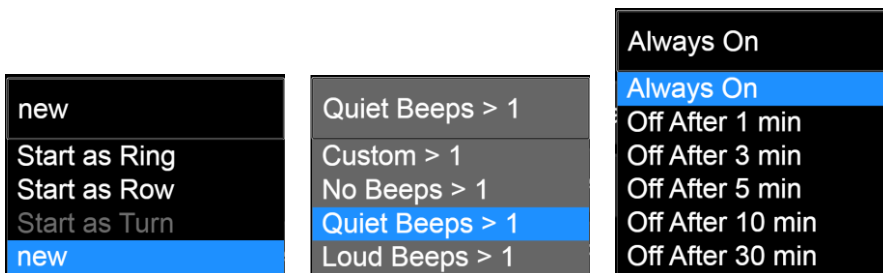 new
Start as Ring
Start as Row
Start as Turn
new
Quiet Beeps > 1
Custom > 1
No Beeps > 1
Quiet Beeps > 1
Loud Beeps > 1
Always On
Always On
Off After 1 min
Off After 3 min
Off After 5 min
Off After 10 min
Off After 30 min